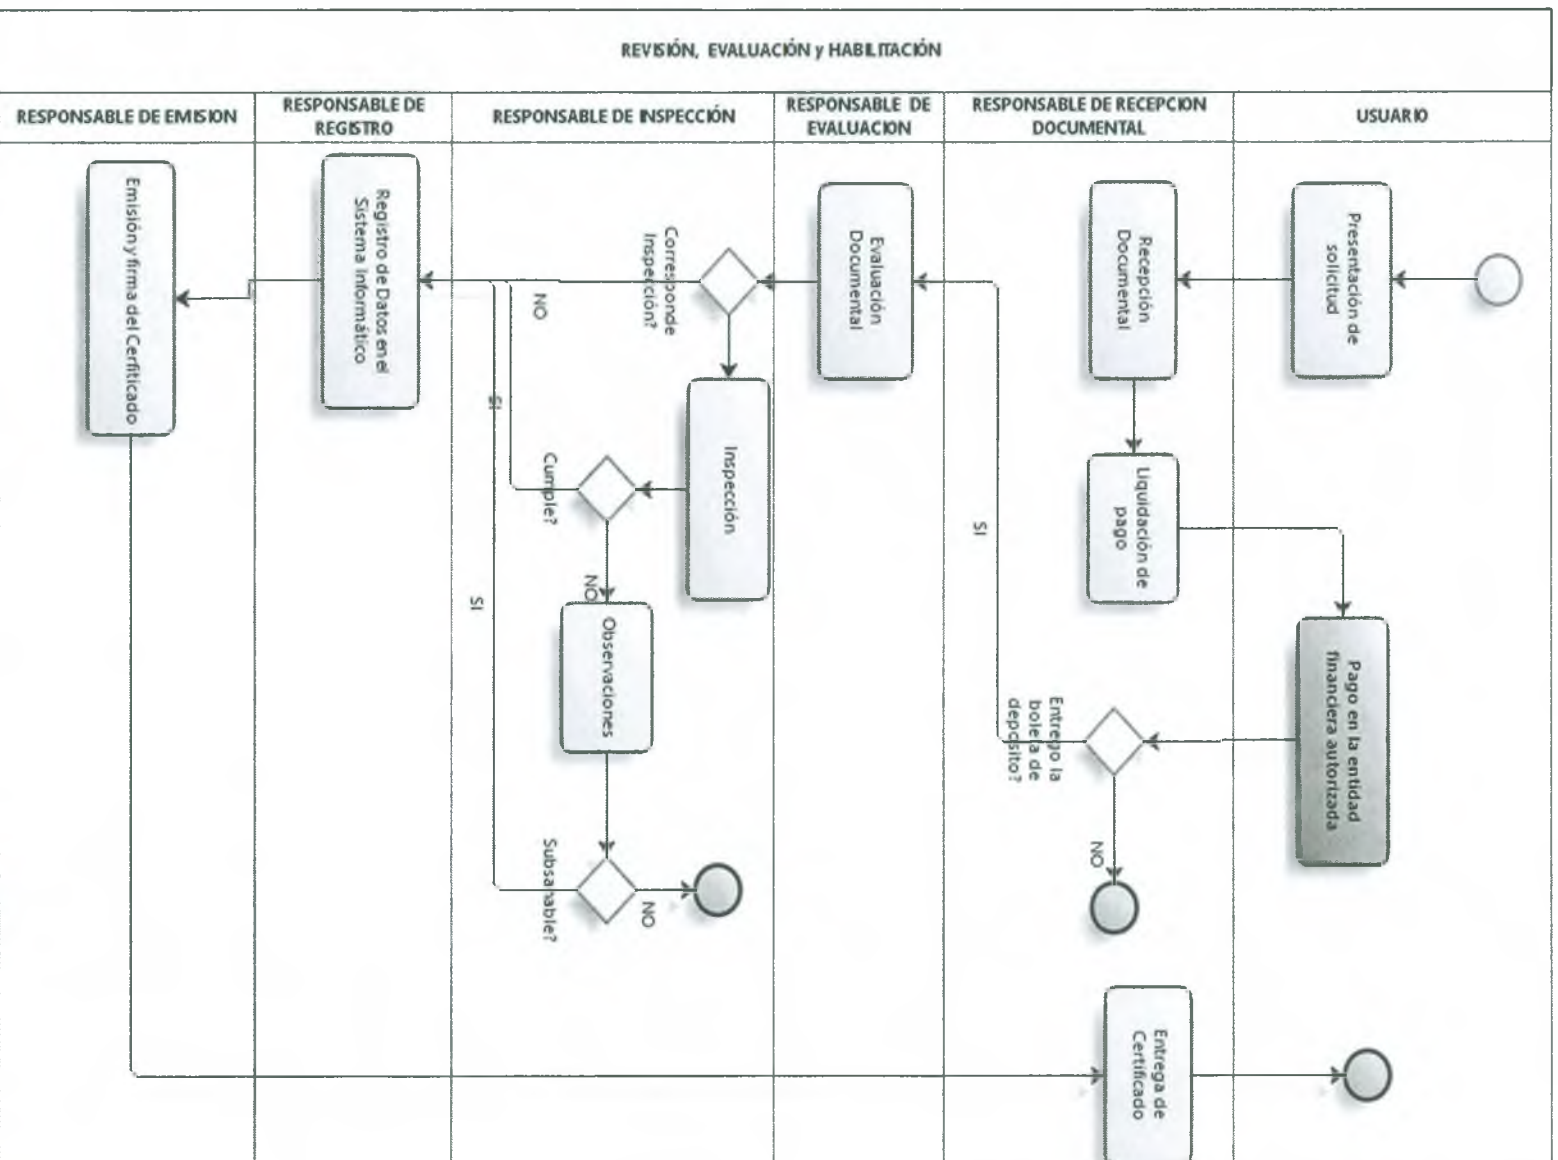 REVISIÓN, EVALUACIÓN y HABILITACIÓN
RESPONSABLE DE EMISION
RESPONSABLE DE
REGISTRO
RESPONSABLE DE INSPECCIÓN
RESPONSABLE DE
EVALUACION
RESPONSABLE DE RECEPCION
DOCUMENTAL
USUARIO
Presentación de
solicitud
Recepción
Documental
Liquidación de
pago
Pago en la entidad
financiera autorizada
Entrego la
boleta de
deposito?
NO
SI
Evaluación
Documental
Corresponde
Inspección?
NO
Inspección
Cumple?
SI
NO
Observaciones
Subsanable?
NO
SI
Registro de Datos en el
Sistema Informático
Emisión y firma del Cerfiticado
Entrega de
Certificado